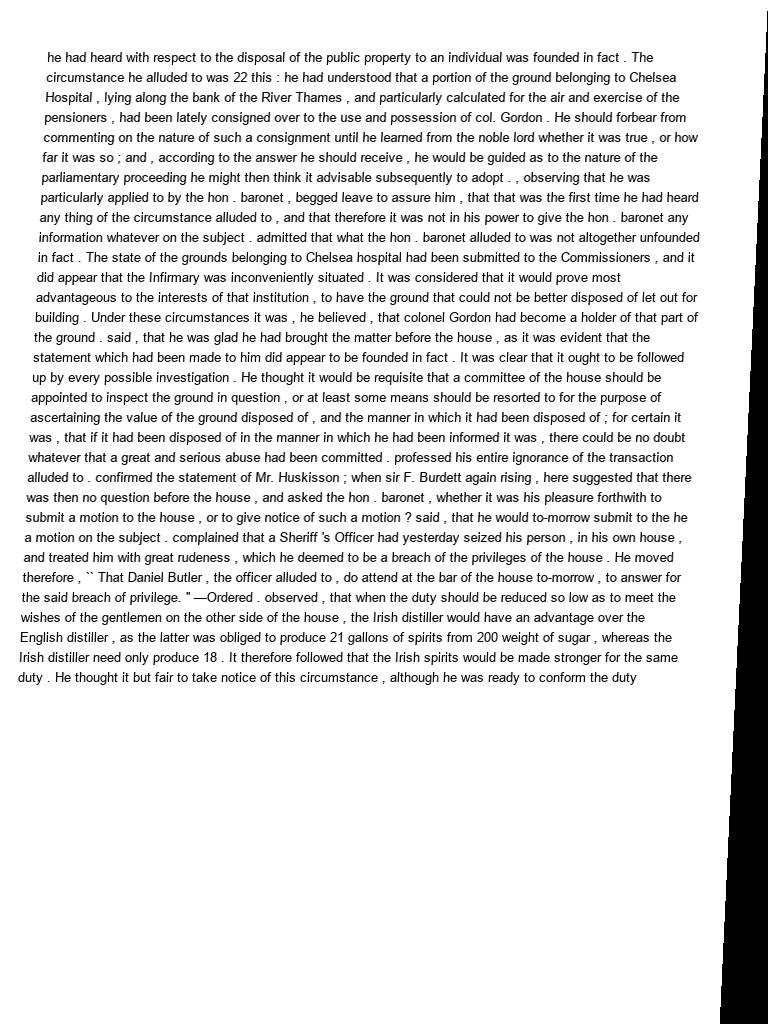 he had heard with respect to the disposal of the public property to an individual was founded in fact . The
circumstance he alluded to was 22 this : he had understood that a portion of the ground belonging to Chelsea
Hospital , lying along the bank of the River Thames , and particularly calculated for the air and exercise of the
pensioners , had been lately consigned over to the use and possession of col. Gordon . He should forbear from
commenting on the nature of such a consignment until he learned from the noble lord whether it was true , or how
far it was so ; and , according to the answer he should receive , he would be guided as to the nature of the
parliamentary proceeding he might then think it advisable subsequently to adopt . , observing that he was
particularly applied to by the hon . baronet , begged leave to assure him , that that was the first time he had heard
any thing of the circumstance alluded to , and that therefore it was not in his power to give the hon . baronet any
information whatever on the subject . admitted that what the hon . baronet alluded to was not altogether unfounded
in fact . The state of the grounds belonging to Chelsea hospital had been submitted to the Commissioners , and it
did appear that the Infirmary was inconveniently situated . It was considered that it would prove most
advantageous to the interests of that institution , to have the ground that could not be better disposed of let out for
building . Under these circumstances it was , he believed , that colonel Gordon had become a holder of that part of
the ground . said , that he was glad he had brought the matter before the house , as it was evident that the
statement which had been made to him did appear to be founded in fact . It was clear that it ought to be followed
up by every possible investigation . He thought it would be requisite that a committee of the house should be
appointed to inspect the ground in question , or at least some means should be resorted to for the purpose of
ascertaining the value of the ground disposed of , and the manner in which it had been disposed of ; for certain it
was , that if it had been disposed of in the manner in which he had been informed it was , there could be no doubt
whatever that a great and serious abuse had been committed . professed his entire ignorance of the transaction
alluded to . confirmed the statement of Mr. Huskisson ; when sir F. Burdett again rising , here suggested that there
was then no question before the house , and asked the hon . baronet , whether it was his pleasure forthwith to
submit a motion to the house , or to give notice of such a motion ? said , that he would to-morrow submit to the he
a motion on the subject . complained that a Sheriff 's Officer had yesterday seized his person , in his own house ,
and treated him with great rudeness , which he deemed to be a breach of the privileges of the house . He moved
therefore , `` That Daniel Butler , the officer alluded to , do attend at the bar of the house to-morrow , to answer for
the said breach of privilege. " —Ordered . observed , that when the duty should be reduced so low as to meet the
wishes of the gentlemen on the other side of the house , the Irish distiller would have an advantage over the
English distiller , as the latter was obliged to produce 21 gallons of spirits from 200 weight of sugar , whereas the
Irish distiller need only produce 18 . It therefore followed that the Irish spirits would be made stronger for the same
duty . He thought it but fair to take notice of this circumstance , although he was ready to conform the duty